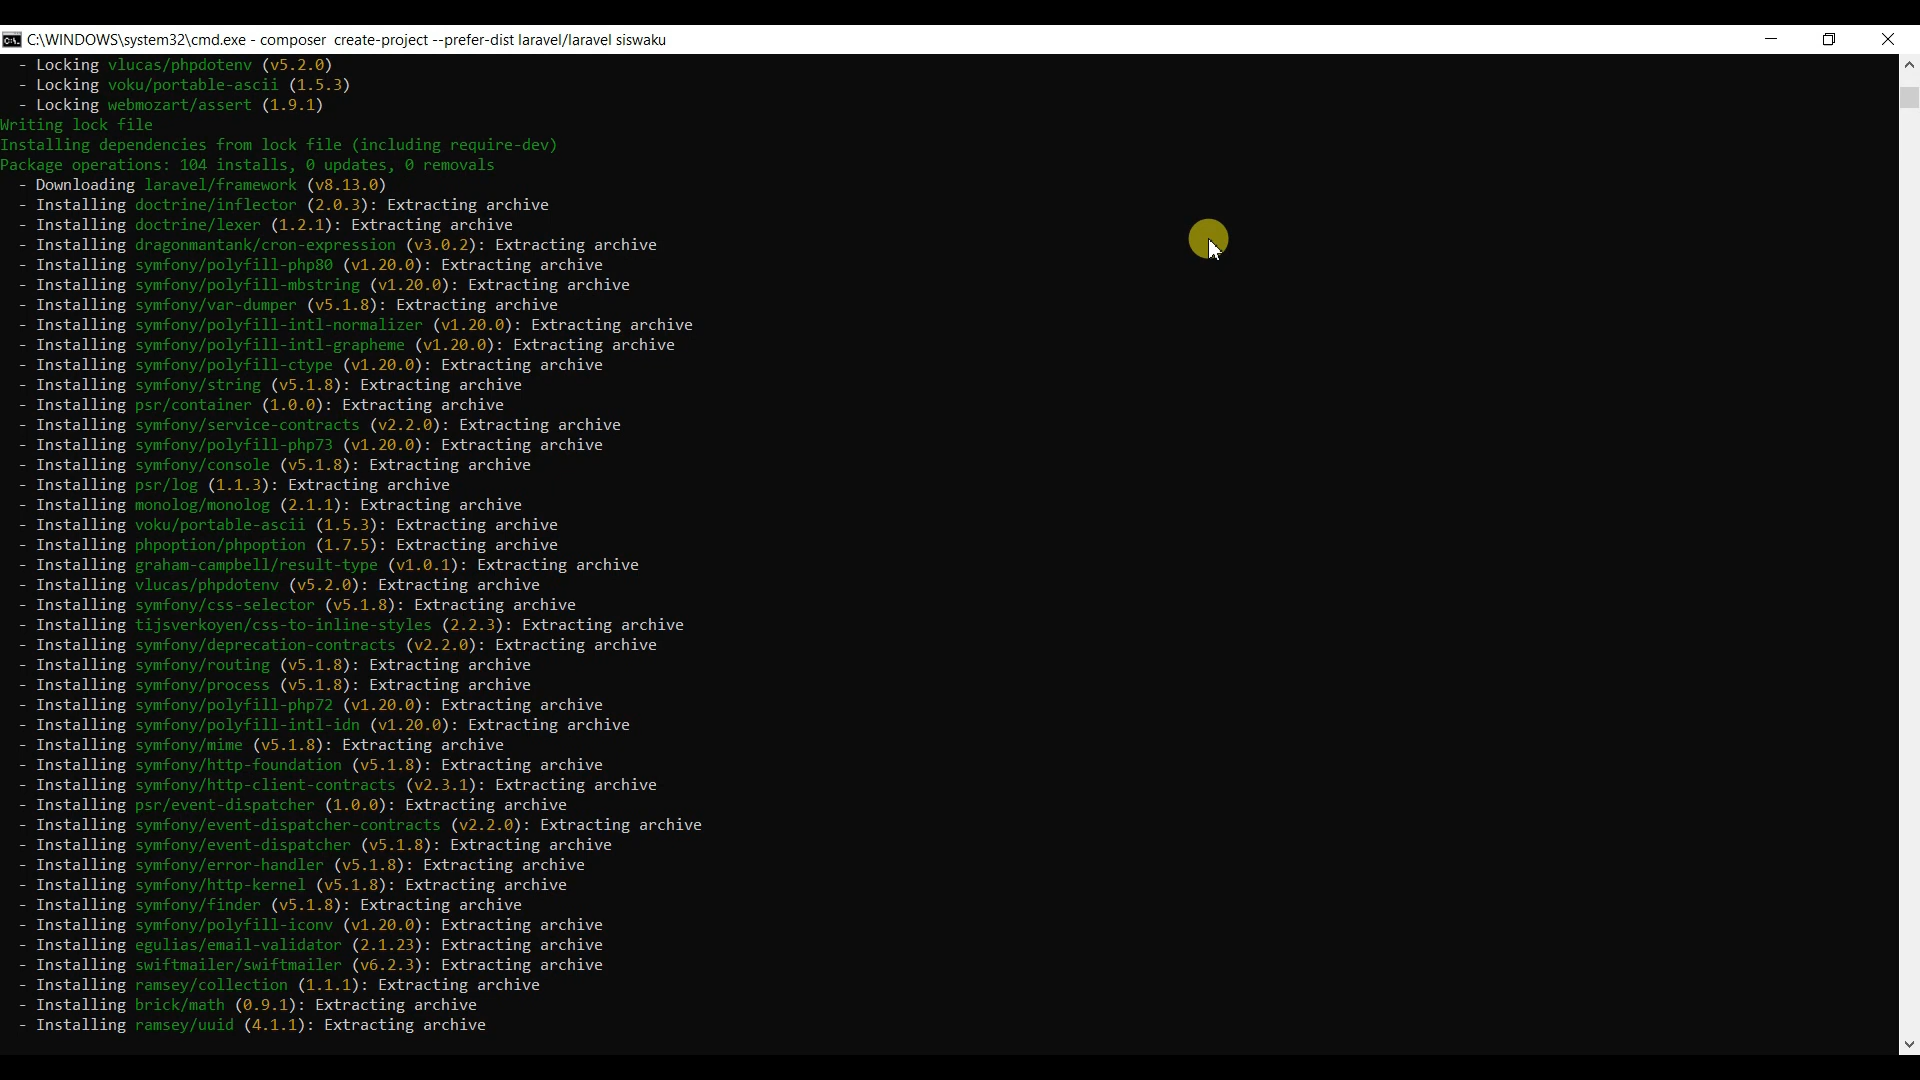 C:\WINDOWS\system32\cmd.exe - composer  create-project --prefer-dist laravel/laravel siswaku
- Locking vlucas/phpdotenv (v5.2.0)
- Locking voku/portable-ascii (1.5.3)
- Locking webmozart/assert (1.9.1)
Writing lock file
Installing dependencies from lock file (including require-dev)
Package operations: 104 installs, 0 updates, 0 removals
- Downloading laravel/framework (v8.13.0)
- Installing doctrine/inflector (2.0.3): Extracting archive
- Installing doctrine/lexer (1.2.1): Extracting archive
- Installing dragonmantank/cron-expression (v3.0.2): Extracting archive
- Installing symfony/polyfill-php80 (v1.20.0): Extracting archive
- Installing symfony/polyfill-mbstring (v1.20.0): Extracting archive
- Installing symfony/var-dumper (v5.1.8): Extracting archive
- Installing symfony/polyfill-intl-normalizer (v1.20.0): Extracting archive
- Installing symfony/polyfill-intl-grapheme (v1.20.0): Extracting archive
- Installing symfony/polyfill-ctype (v1.20.0): Extracting archive
- Installing symfony/string (v5.1.8): Extracting archive
- Installing psr/container (1.0.0): Extracting archive
- Installing symfony/service-contracts (v2.2.0): Extracting archive
- Installing symfony/polyfill-php73 (v1.20.0): Extracting archive
- Installing symfony/console (v5.1.8): Extracting archive
- Installing psr/log (1.1.3): Extracting archive
- Installing monolog/monolog (2.1.1): Extracting archive
- Installing voku/portable-ascii (1.5.3): Extracting archive
- Installing phpoption/phpoption (1.7.5): Extracting archive
- Installing graham-campbell/result-type (v1.0.1): Extracting archive
- Installing vlucas/phpdotenv (v5.2.0): Extracting archive
- Installing symfony/css-selector (v5.1.8): Extracting archive
- Installing tijsverkoyen/css-to-inline-styles (2.2.3): Extracting archive
- Installing symfony/deprecation-contracts (v2.2.0): Extracting archive
- Installing symfony/routing (v5.1.8): Extracting archive
- Installing symfony/process (v5.1.8): Extracting archive
- Installing symfony/polyfill-php72 (v1.20.0): Extracting archive
- Installing symfony/polyfill-intl-idn (v1.20.0): Extracting archive
- Installing symfony/mime (v5.1.8): Extracting archive
- Installing symfony/http-foundation (v5.1.8): Extracting archive
- Installing symfony/http-client-contracts (v2.3.1): Extracting archive
- Installing psr/event-dispatcher (1.0.0): Extracting archive
- Installing symfony/event-dispatcher-contracts (v2.2.0): Extracting archive
- Installing symfony/event-dispatcher (v5.1.8): Extracting archive
- Installing symfony/error-handler (v5.1.8): Extracting archive
- Installing symfony/http-kernel (v5.1.8): Extracting archive
- Installing symfony/finder (v5.1.8): Extracting archive
- Installing symfony/polyfill-iconv (v1.20.0): Extracting archive
- Installing egulias/email-validator (2.1.23): Extracting archive
- Installing swiftmailer/swiftmailer (v6.2.3): Extracting archive
- Installing ramsey/collection (1.1.1): Extracting archive
- Installing brick/math (0.9.1): Extracting archive
- Installing ramsey/uuid (4.1.1): Extracting archive